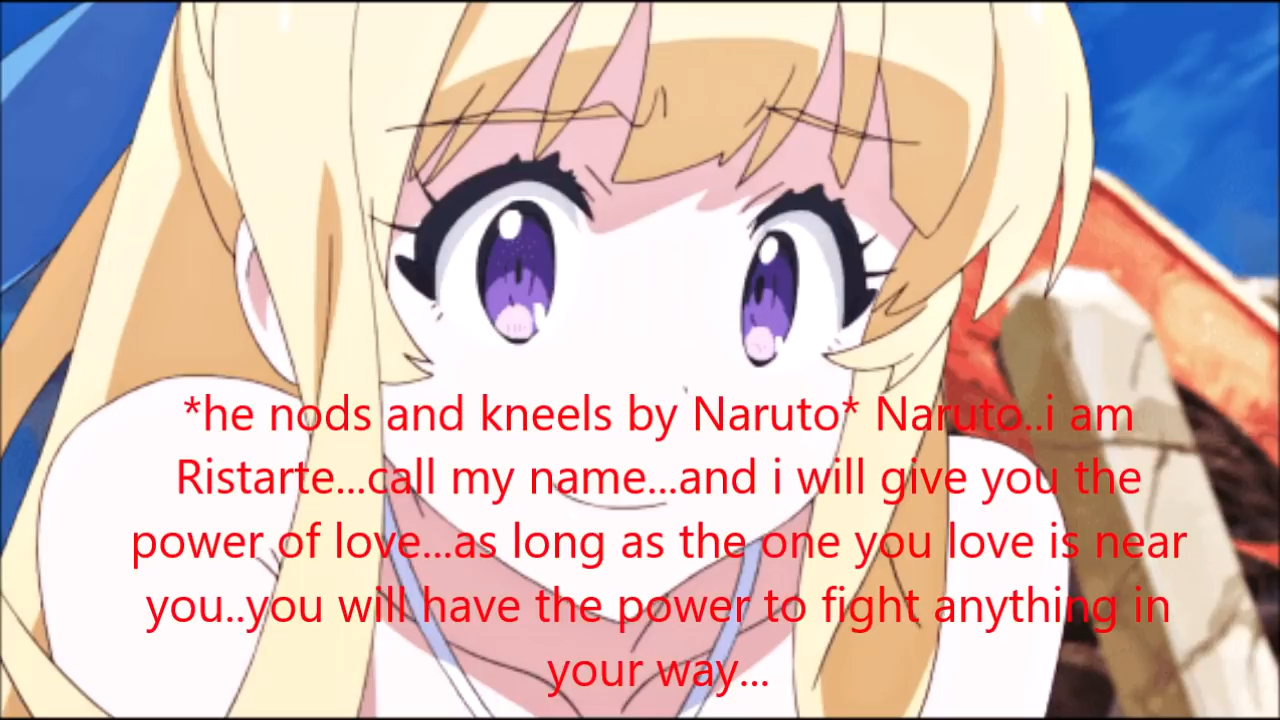 *he nods and kneels by Naruto* Naruto..i am
Ristarte...call my name...and i will give you the
power of love...as long as the one you love is near
you..you will have the power to fight anything in
your way...